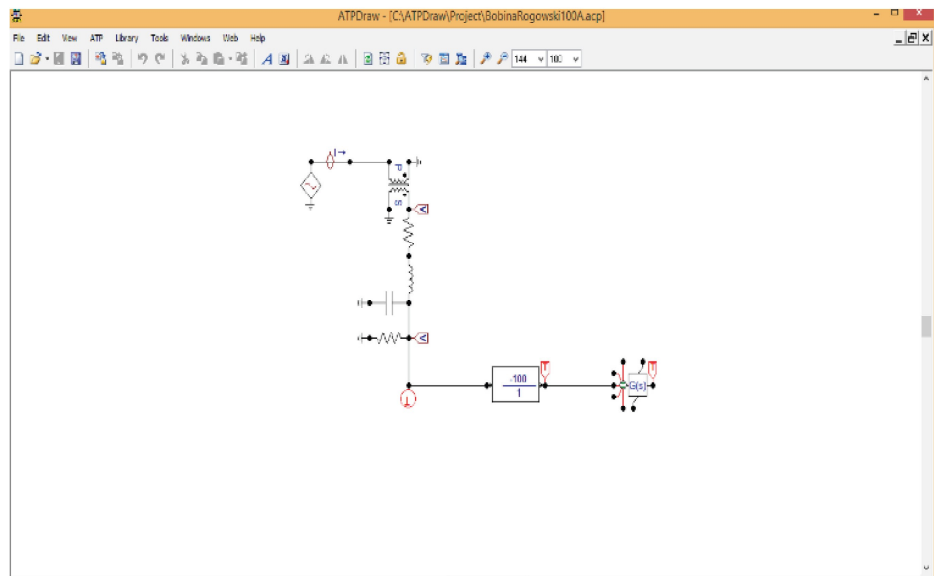 ATPDraw - [C:\ATPDraw\Project\BobinaRogowski100A.acp]
File Edit View ATP Library Tools Windows Web Help
A 144 100
I
P
S
V
V
-100
1
T
G(s)
T